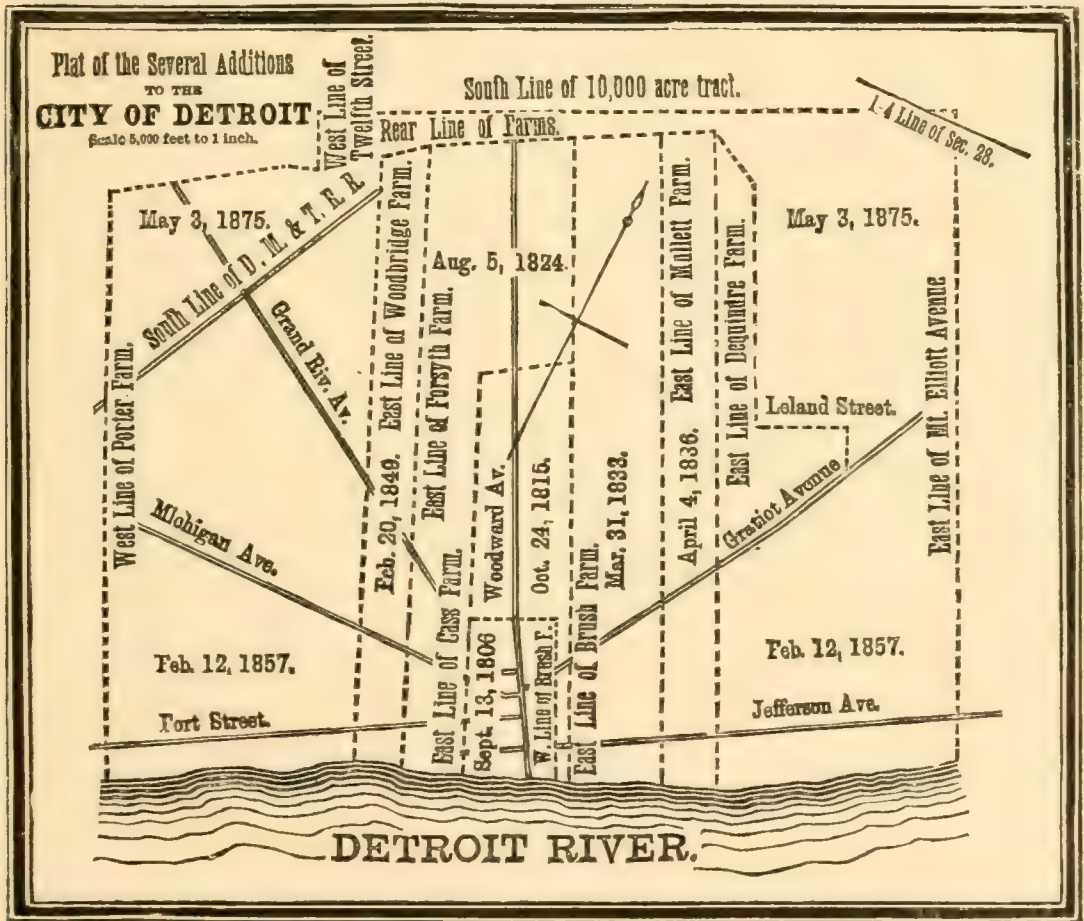 Plat of the Several Additions
TO THE
CITY OF DETROIT
Scale 5,000 feet to 1 inch.
West Line of
Twelfth Street.
South Line of 10,000 acre tract.
1-4 Line of Sec. 28.
Rear Line of Farms.
May 3, 1875.
South Line of D. M. & T. R. R.
Grand Riv. Av.
West Line of Porter Farm.
Michigan Ave.
Feb. 12, 1857.
Fort Street.
Feb. 20, 1849.
East Line of Woodbridge Farm.
East Line of Forsyth Farm.
East Line of Cass Farm.
Aug. 5, 1824.
Woodward Av.
Oct. 24, 1815.
Sept. 13, 1806
W. Line of Brush F.
East Line of Brush Farm.
Mar. 31, 1833.
April 4, 1836.
East Line of Mullett Farm.
East Line of Dequindre Farm.
May 3, 1875.
Leland Street.
Gratiot Avenue
East Line of Mt. Elliott Avenue
Feb. 12, 1857.
Jefferson Ave.
DETROIT RIVER.